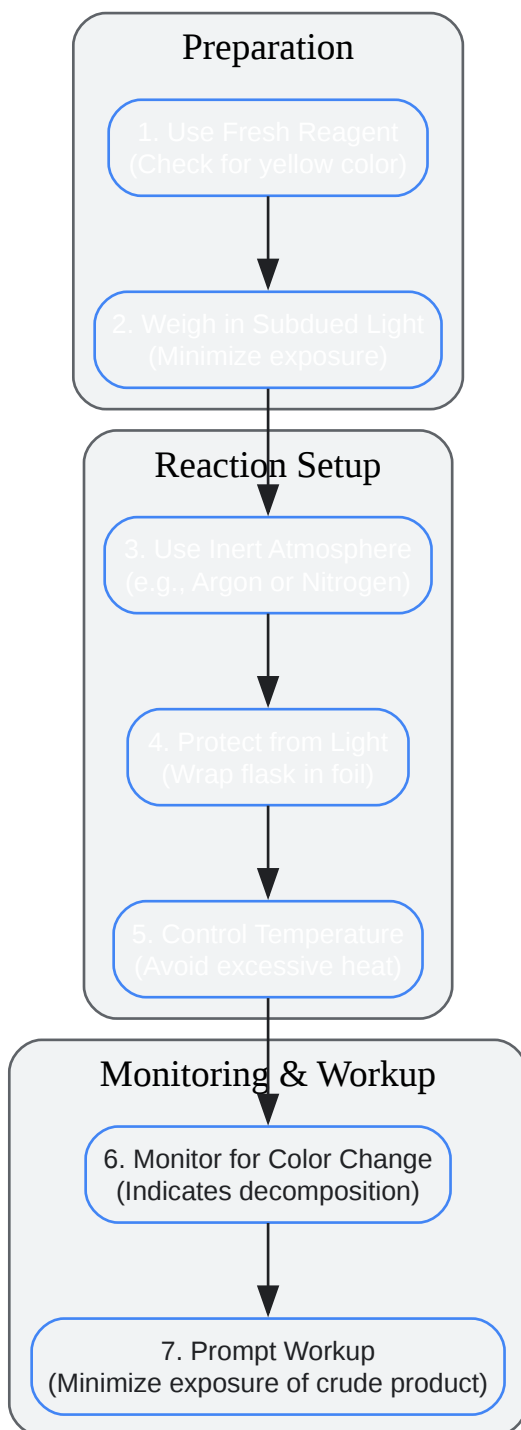 Preparation
1. Use Fresh Reagent
(Check for yellow color)
2. Weigh in Subdued Light
(Minimize exposure)
Reaction Setup
3. Use Inert Atmosphere
(e.g., Argon or Nitrogen)
4. Protect from Light
(Wrap flask in foil)
5. Control Temperature
(Avoid excessive heat)
Monitoring & Workup
6. Monitor for Color Change
(Indicates decomposition)
7. Prompt Workup
(Minimize exposure of crude product)